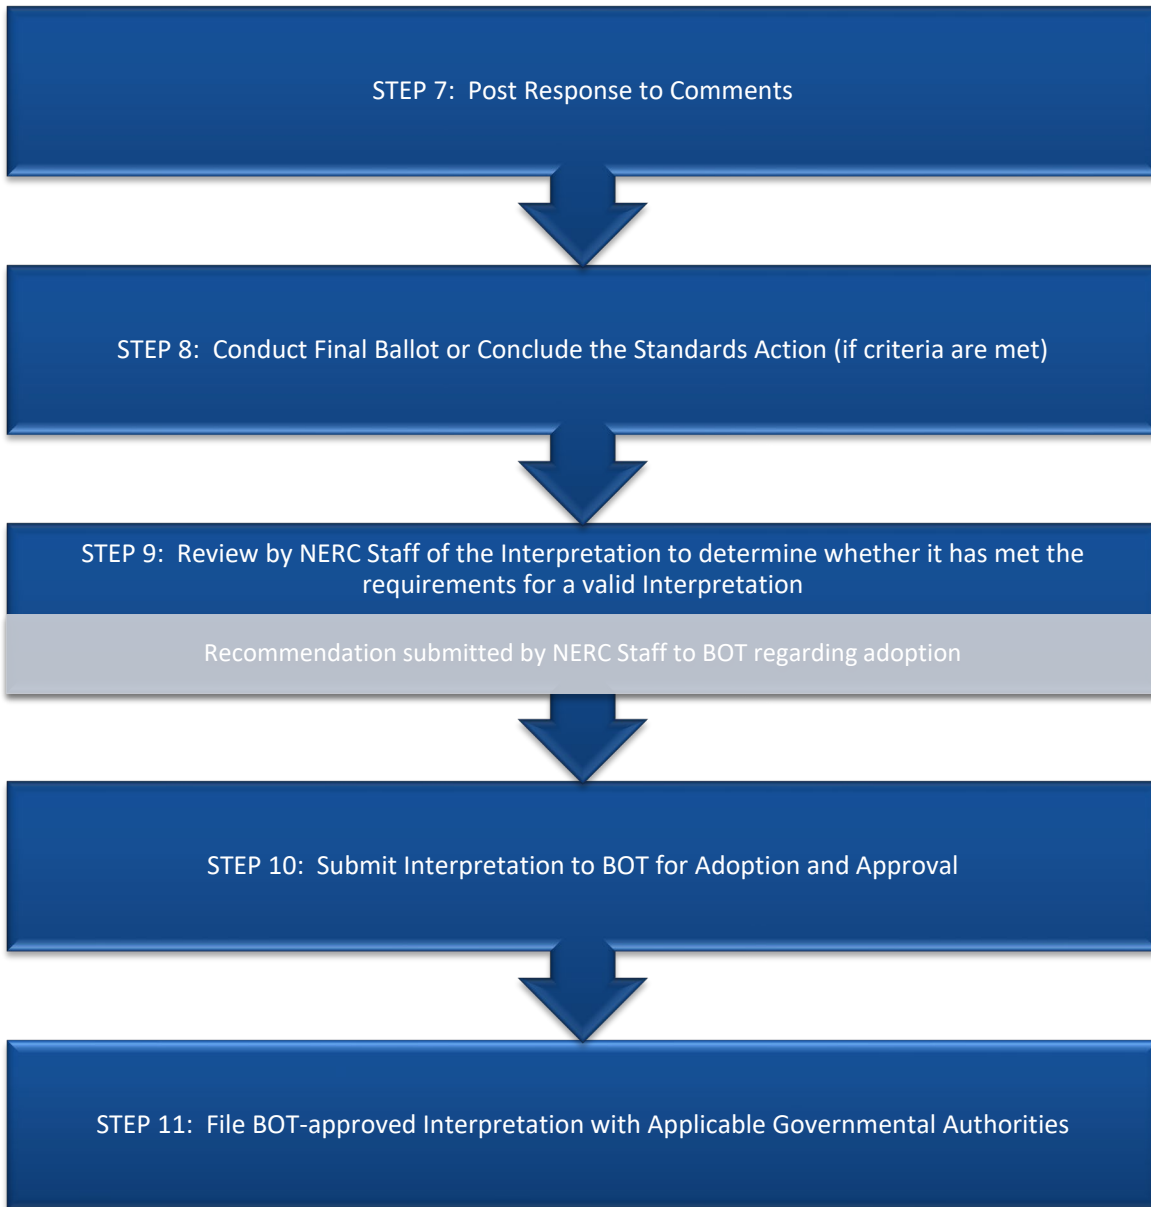 STEP 7:  Post Response to Comments
STEP 8:  Conduct Final Ballot or Conclude the Standards Action (if criteria are met)
STEP 9:  Review by NERC Staff of the Interpretation to determine whether it has met the
requirements for a valid Interpretation
Recommendation submitted by NERC Staff to BOT regarding adoption
STEP 10:  Submit Interpretation to BOT for Adoption and Approval
STEP 11:  File BOT-approved Interpretation with Applicable Governmental Authorities